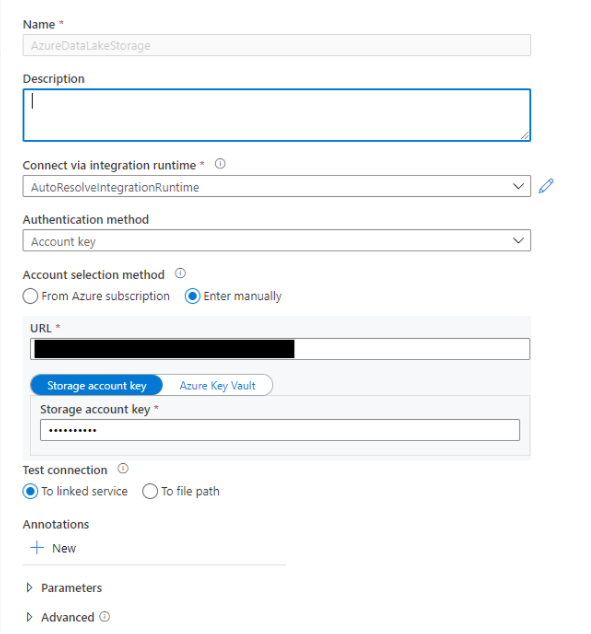 Name *
AzureDataLakeStorage
Description
Connect via integration runtime *
AutoResolveIntegrationRuntime
Authentication method
Account key
Account selection method
From Azure subscription Enter manually
URL *
Storage account key Azure Key Vault
Storage account key *
••••••••••
Test connection
To linked service To file path
Annotations
+ New
Parameters
Advanced